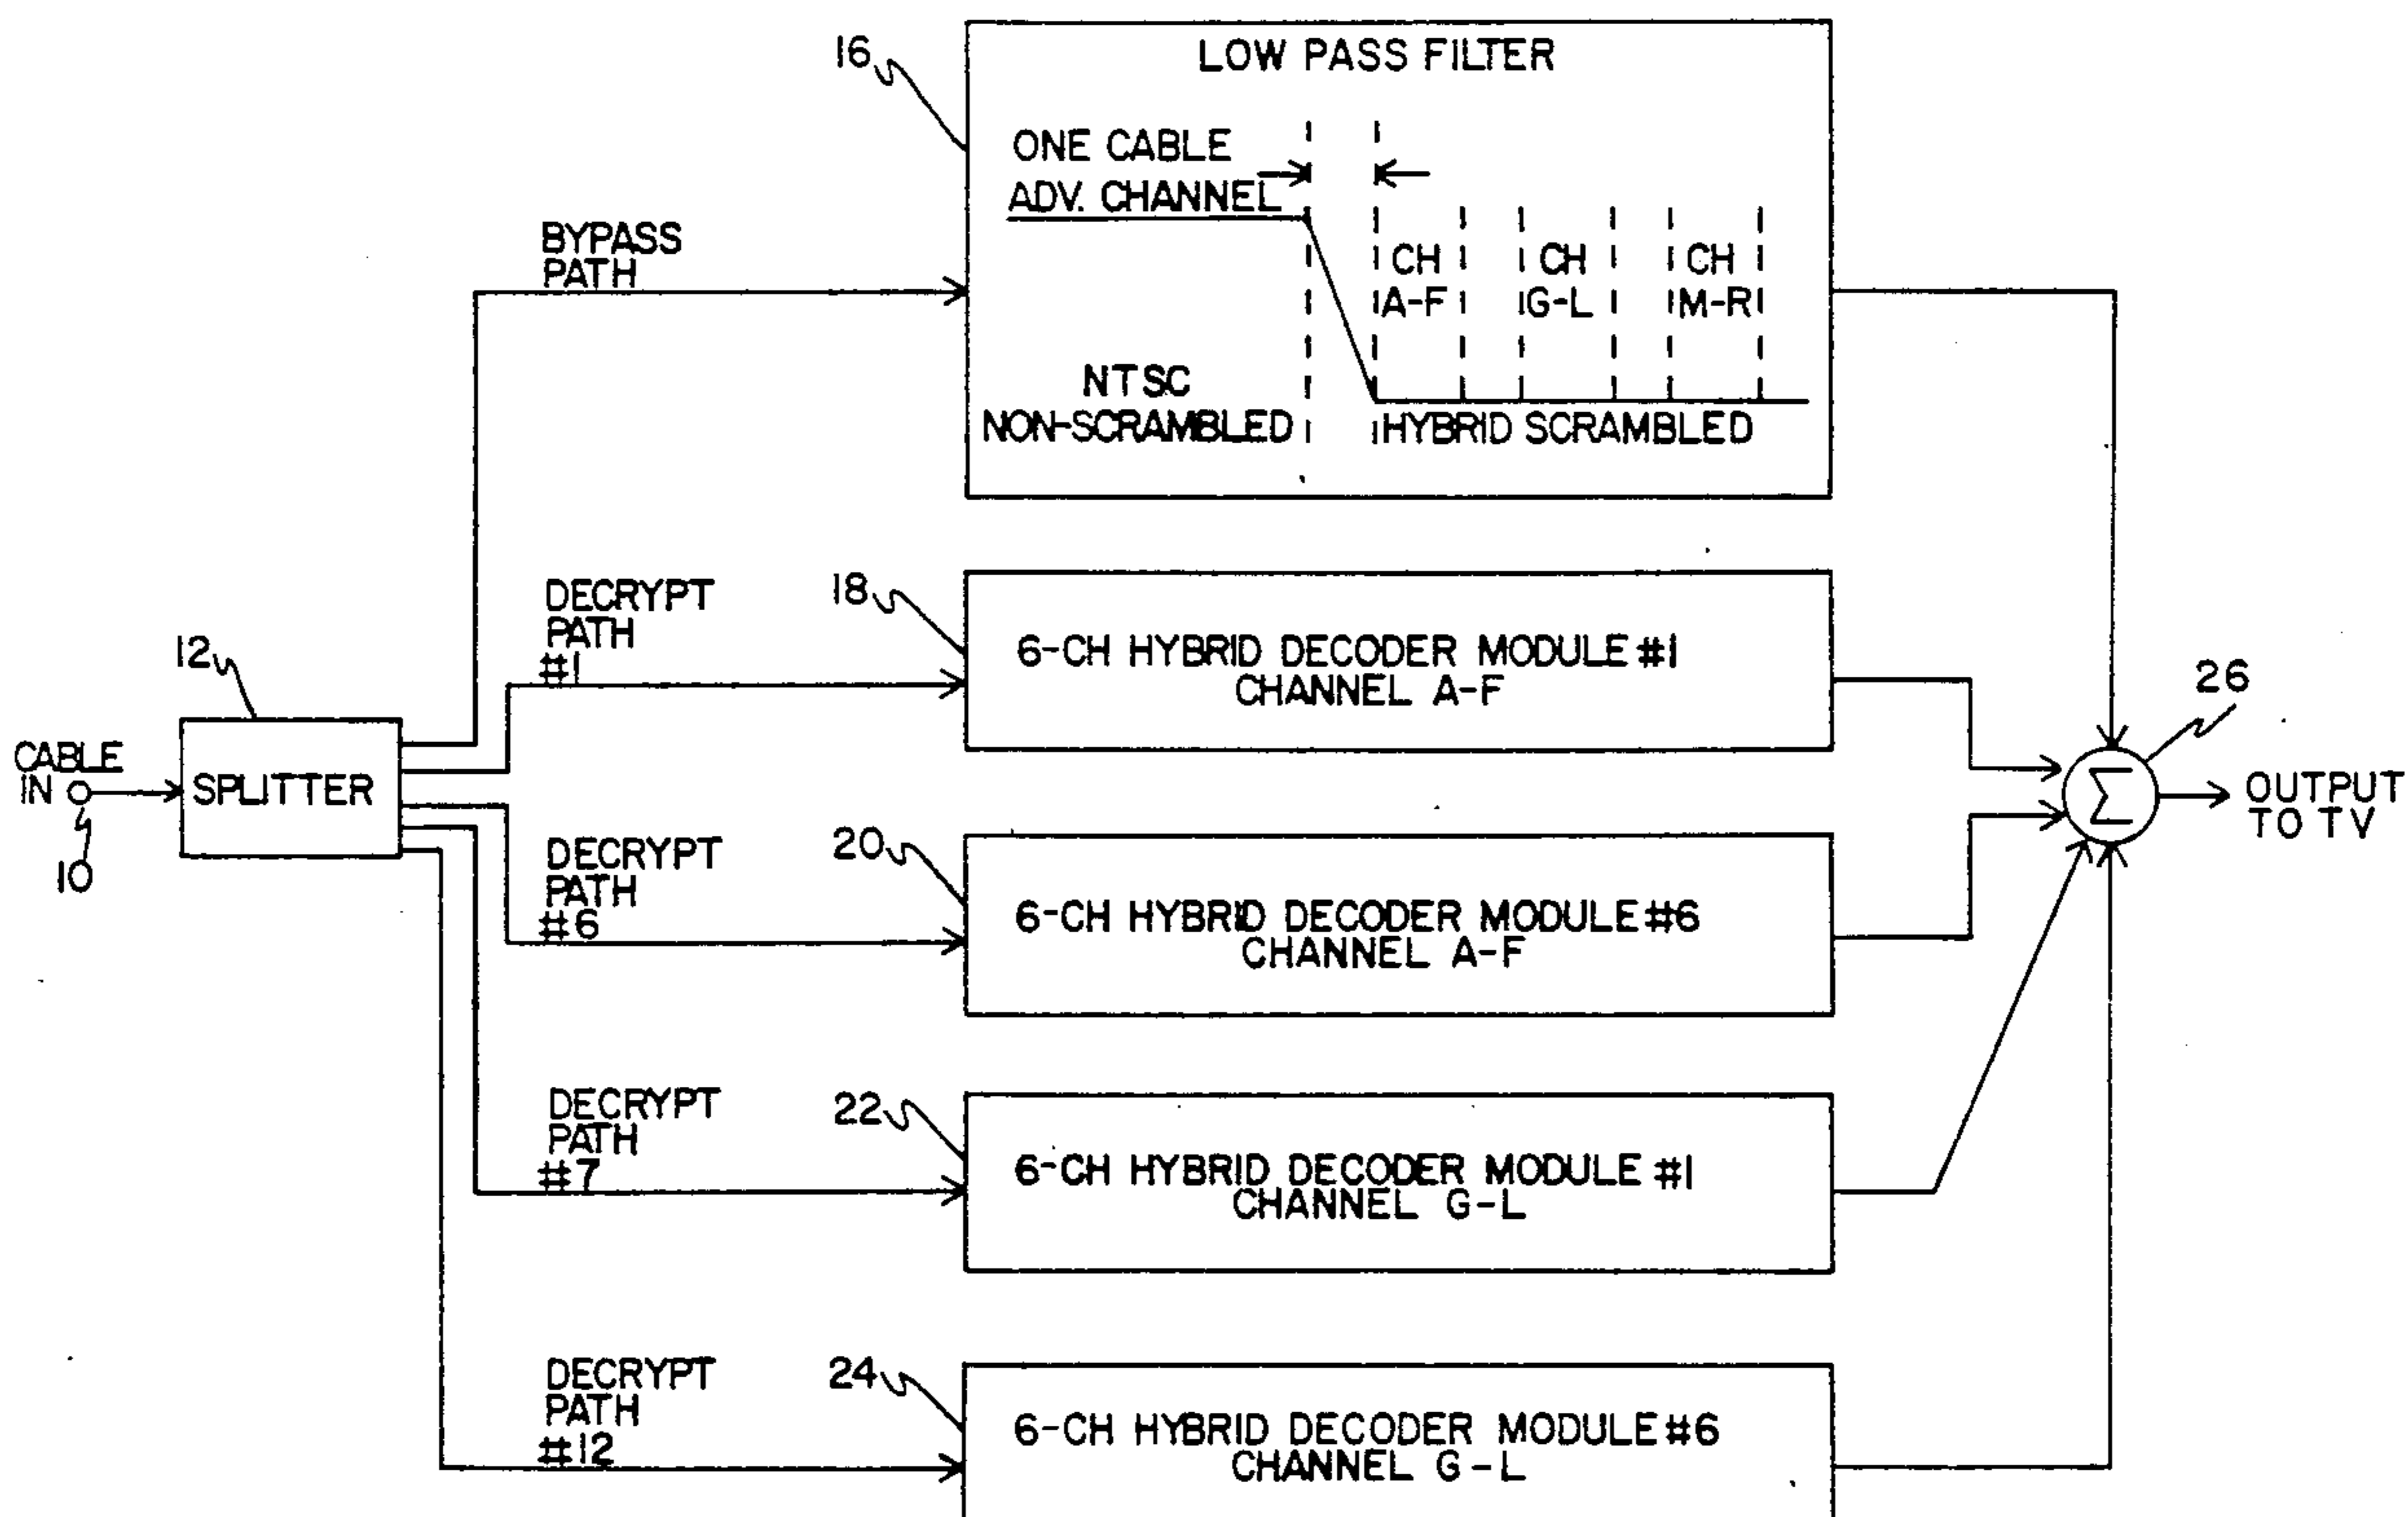 16
LOW PASS FILTER
ONE CABLE
ADV. CHANNEL
CH
A-F
CH
G-L
CH
M-R
NTSC
NON-SCRAMBLED
HYBRID SCRAMBLED
BYPASS
PATH
DECRYPT
PATH
#1
18
6-CH HYBRID DECODER MODULE #1
CHANNEL A-F
12
SPLITTER
CABLE
IN
10
26
Σ
OUTPUT
TO TV
DECRYPT
PATH
#6
20
6-CH HYBRID DECODER MODULE #6
CHANNEL A-F
DECRYPT
PATH
#7
22
6-CH HYBRID DECODER MODULE #1
CHANNEL G-L
DECRYPT
PATH
#12
24
6-CH HYBRID DECODER MODULE #6
CHANNEL G-L